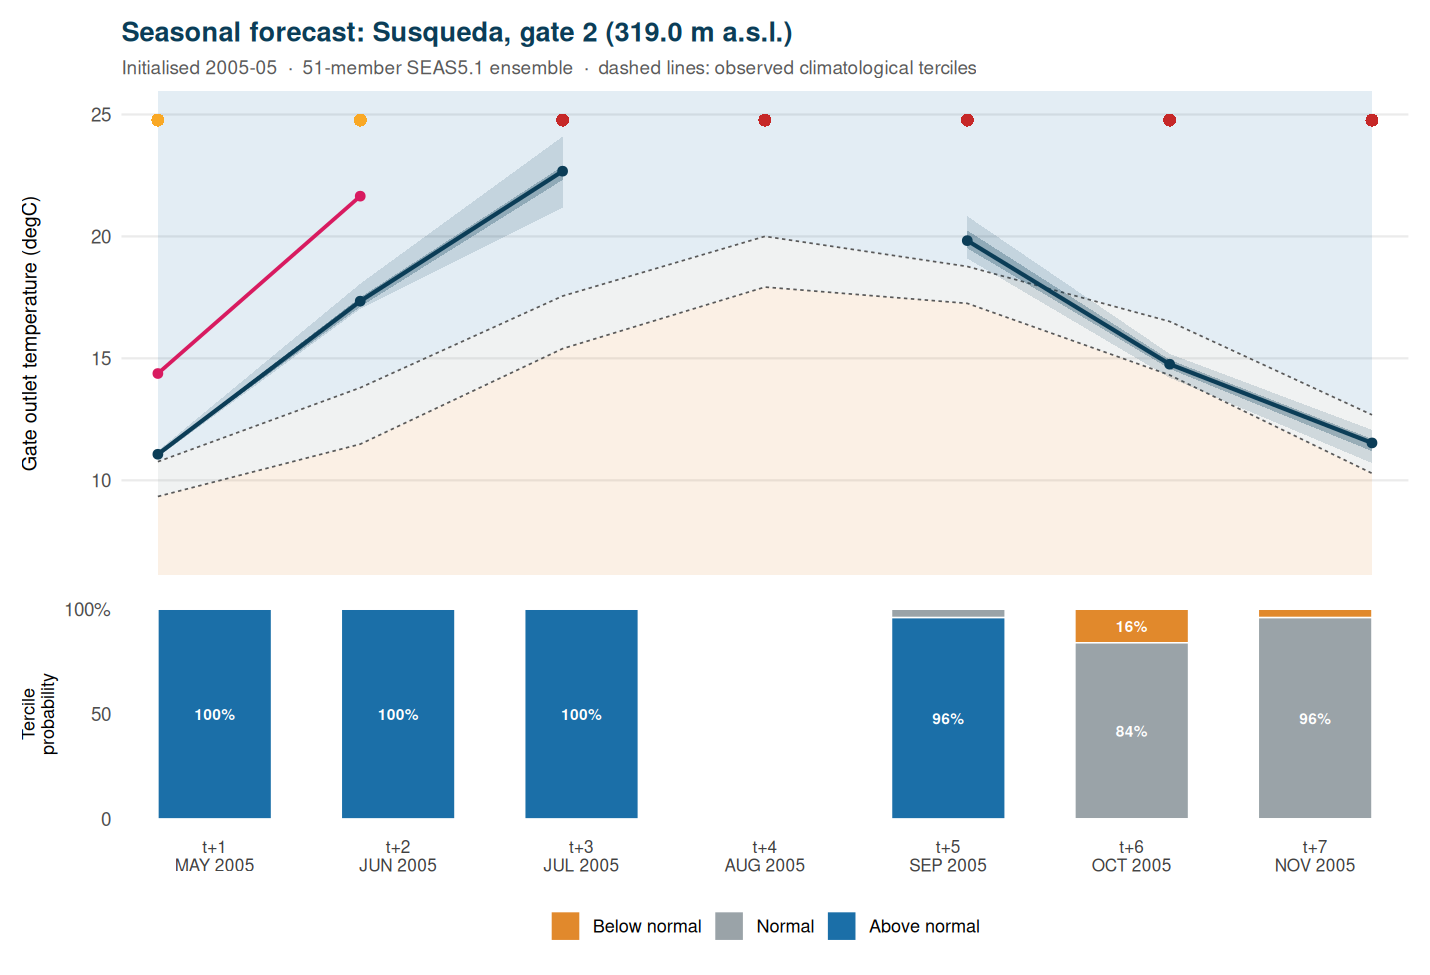 Seasonal forecast: Susqueda, gate 2 (319.0 m a.s.l.)
Initialised 2005-05 · 51-member SEAS5.1 ensemble · dashed lines: observed climatological terciles
Gate outlet temperature (degC)
25
20
15
10
Tercile
probability
100%
50
0
100%
100%
100%
96%
16%
84%
96%
t+1
MAY 2005
t+2
JUN 2005
t+3
JUL 2005
t+4
AUG 2005
t+5
SEP 2005
t+6
OCT 2005
t+7
NOV 2005
Below normal
Normal
Above normal